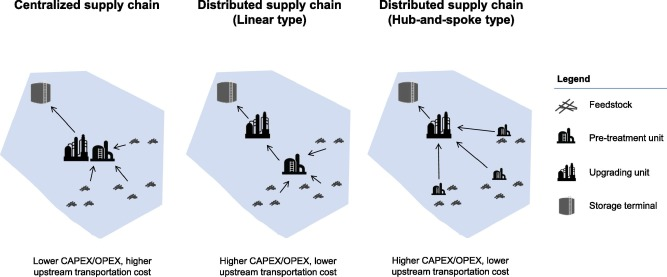 Centralized supply chain
Distributed supply chain
(Linear type)
Distributed supply chain
(Hub-and-spoke type)
Legend
Feedstock
Pre-treatment unit
Upgrading unit
Storage terminal
Lower CAPEX/OPEX, higher
upstream transportation cost
Higher CAPEX/OPEX, lower
upstream transportation cost
Higher CAPEX/OPEX, lower
upstream transportation cost